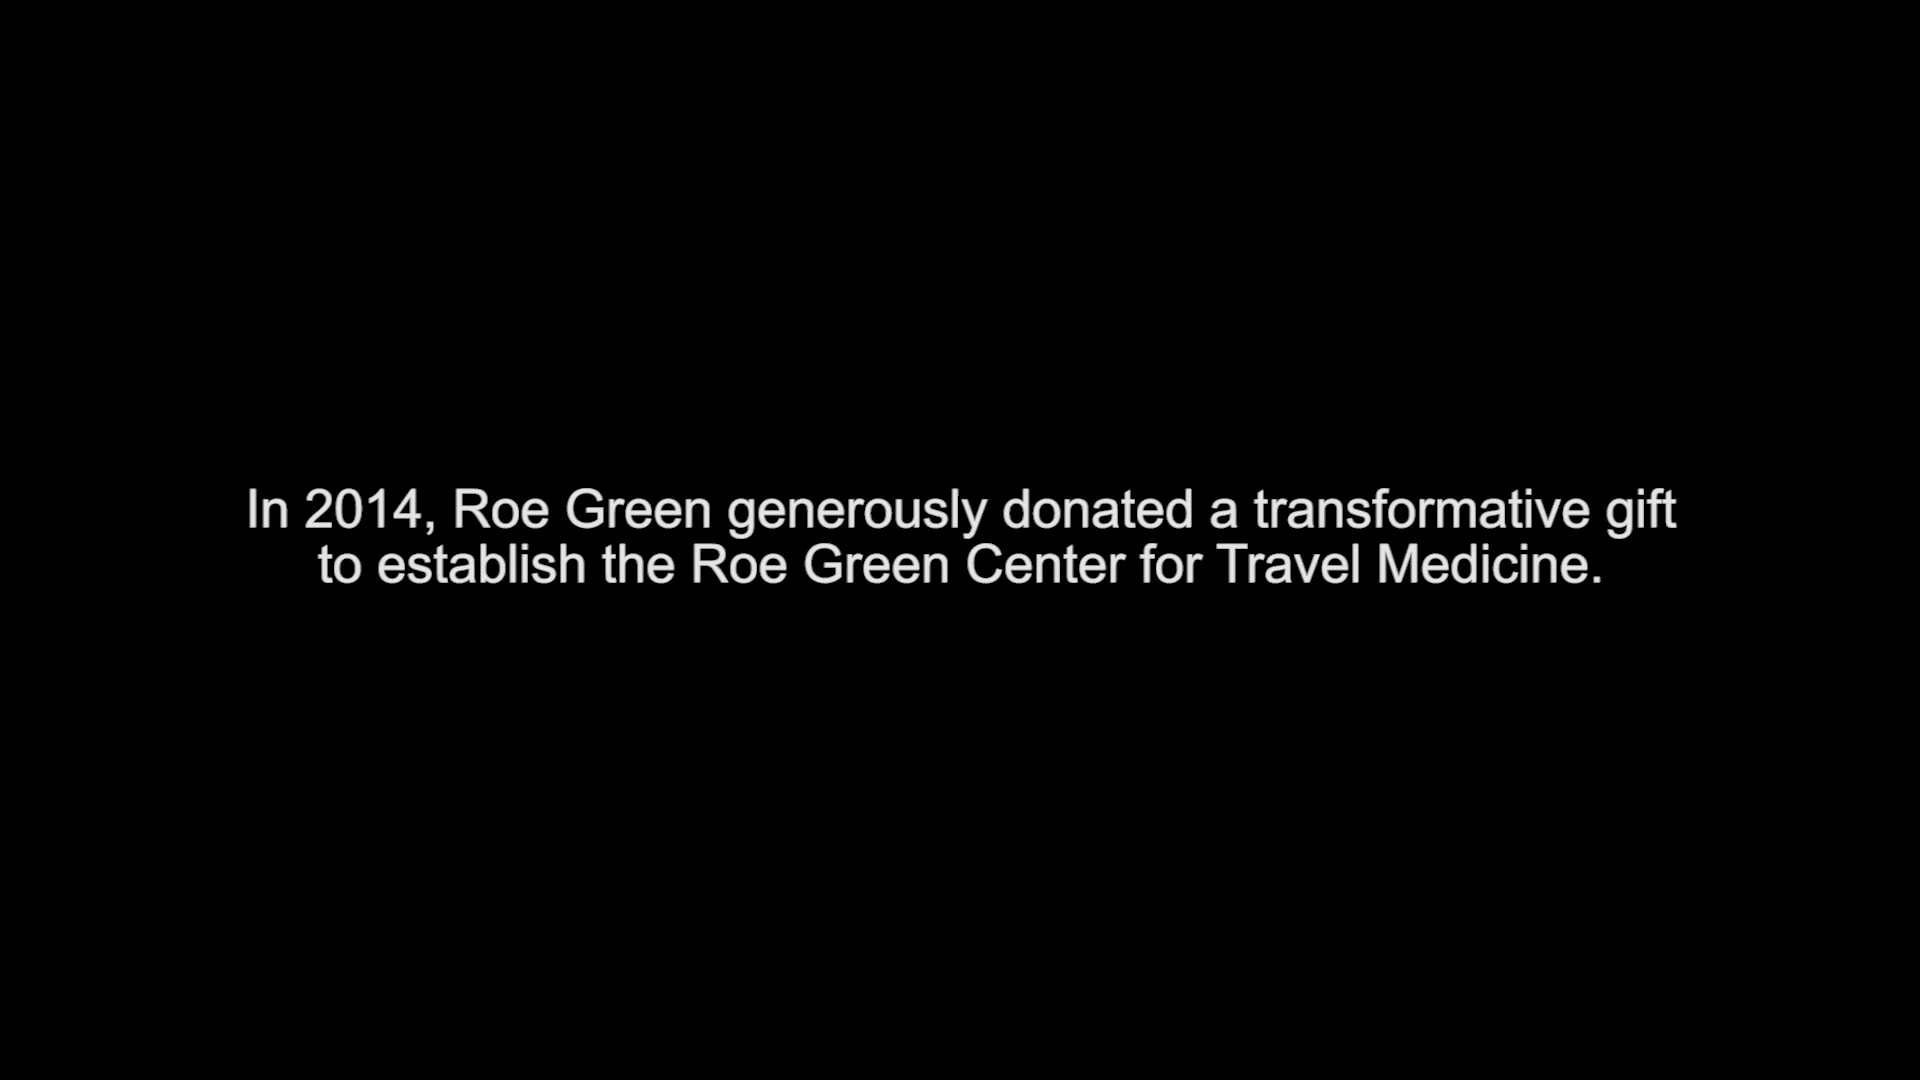 In 2014, Roe Green generously donated a transformative gift
to establish the Roe Green Center for Travel Medicine.